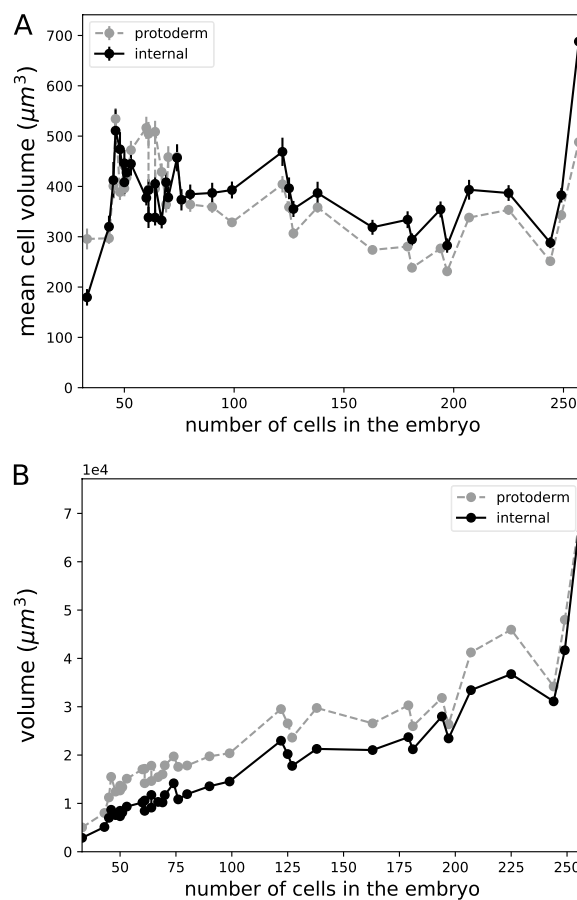 A
700
600
500
400
300
200
100
0
mean cell volume (μm³)
protoderm
internal
50
100
150
200
250
number of cells in the embryo
B
1e4
7
6
5
4
3
2
1
0
volume (μm³)
protoderm
internal
50
75
100
125
150
175
200
225
250
number of cells in the embryo